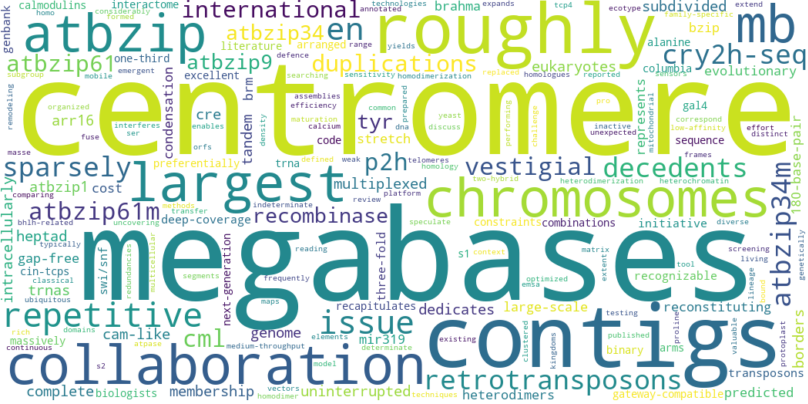 calmodulins interactome international en roughly subdivided brahma tcp4 mb
genbank atbzip considerably formed technologies annotated expands family-specific ecotype
literature arranged range bzip
atbzip34 duplications eukaryotes cry2h-seq
atbzip61 atbzip9 alanine columbia evolutionary
one-third excellent searching sensitivity homodimerization replaced homologues reported sensors
subgroup mobile emergent defence
centromere
remodeling organized assemblies maturation common prepared yeast pcr inactive correspond low-affinity effort
arr16 cre brm tandem condensation efficiency calcium dna gal4 represents mitochondrial
interferes density code discuss performing unexpected sequence distinct
masse fuse ser enables orfs tyr stretch challenge frames
sparsely preferentially trna defined weak telomeres homology two-hybrid heterodimerization heterochromatin
p2h vestigial decedents
intracellularly atbzip1 cost largest multiplexed chromosomes atbzip34m 180-base-pair
methods transfer platform
comparing atbzip61m deep-coverage recombinase indeterminate review constraints combinations initiative diverse
bhlh-related speculate context screening genetically
heptad typically uncovering s1 living
gap-free swi/snf redundancies multicellular next-generation segments reading three-fold matrix recognizable tool
cin-tcps classical frequently extent lineage
trnas ubiquitous maps megabases emsa optimized
repetitive recapitulates dedicates large-scale reconstituting
rich domains cam-like cml genome issue elements clustered existing testing proline arms
massively atpase mir319 determinate kingdoms published binary valuable protoplast borders
continuous s2 medium-throughput model contigs transposons
collaboration retrotransposons
complete biologists membership vectors homodimer uninterrupted techniques heterodimers gateway-compatible predicted